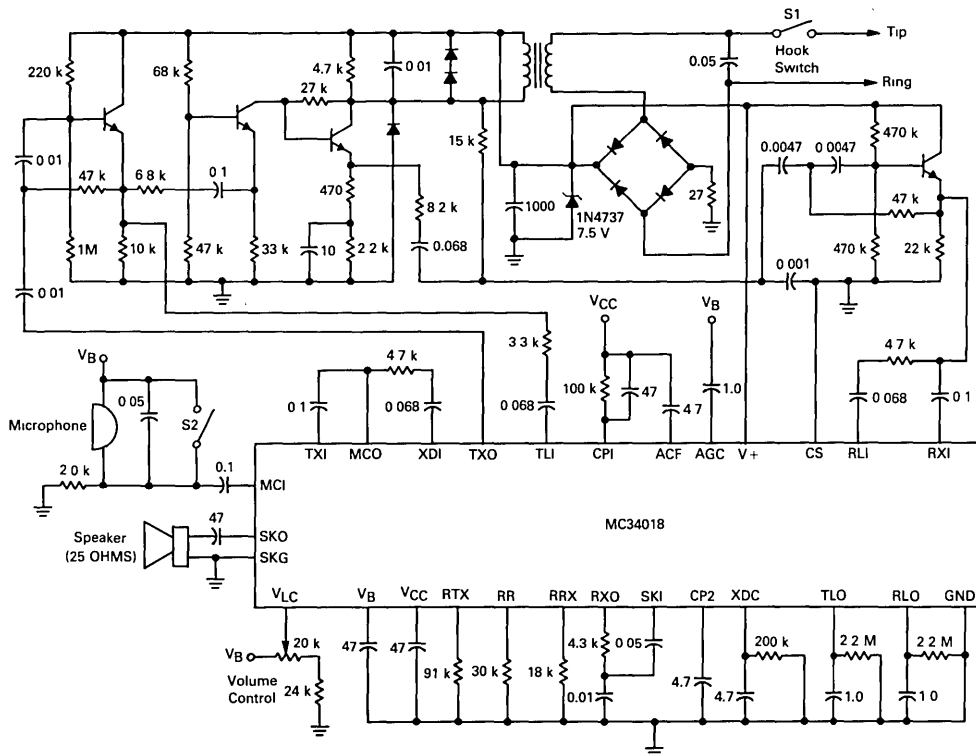 S1
Tip
Hook
Switch
Ring
220 k
68 k
4.7 k
0 01
0.05
27 k
15 k
470 k
0.0047
0 0047
0 01
47 k
6 8 k
0 1
470
8 2 k
1000
1N4737
7.5 V
27
47 k
1M
10 k
47 k
33 k
10
2 2 k
0.068
470 k
22 k
0 01
0 001
VCC
VB
3 3 k
4 7 k
VB
4 7 k
100 k
47
1.0
Microphone
0 05
S2
0 1
0 068
0 068
4 7
0 068
0 1
TXI
MCO
XDI
TXO
TLI
CPI
ACF
AGC
V+
CS
RLI
RXI
2 0 k
0.1
MCI
MC34018
47
Speaker
(25 OHMS)
SKO
SKG
VLC
VB
VCC
RTX
RR
RRX
RXO
SKI
CP2
XDC
TLO
RLO
GND
VB
20 k
47
47
91 k
30 k
18 k
4.3 k
0 05
200 k
2 2 M
2 2 M
Volume
Control
24 k
0.01
4.7
4.7
1.0
1 0